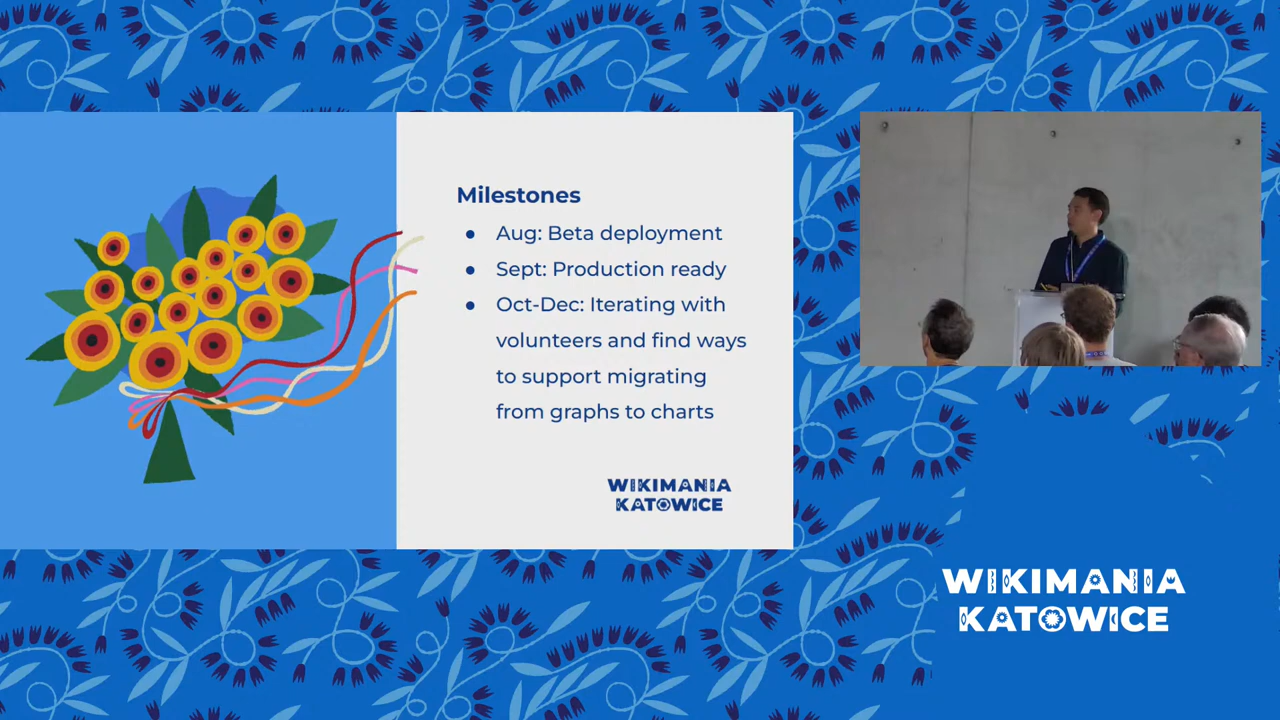 Milestones
● Aug: Beta deployment
● Sept: Production ready
● Oct-Dec: Iterating with
volunteers and find ways
to support migrating
from graphs to charts
WIKIMANIA
KATOWICE
WIKIMANIA
KATOWICE